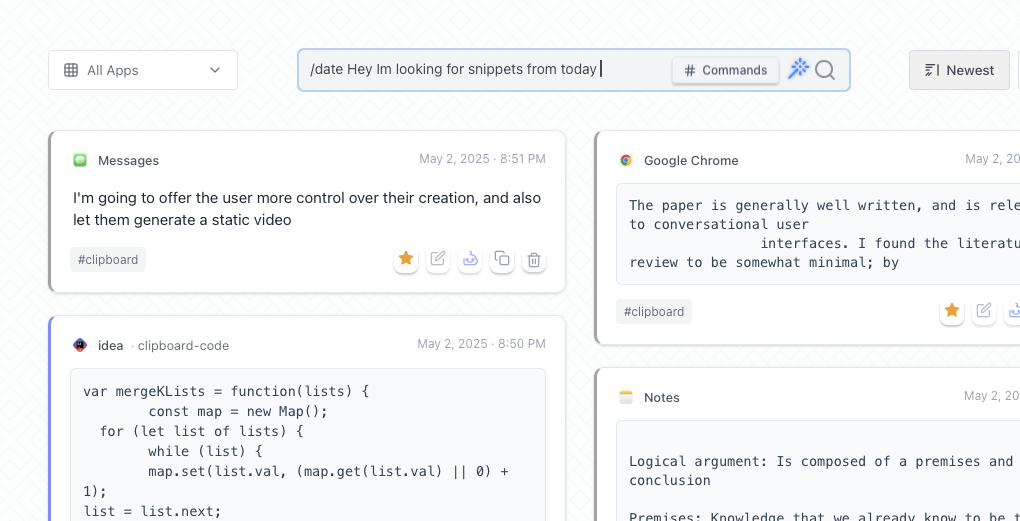 All Apps
/date Hey Im looking for snippets from today
# Commands
Newest
Messages
May 2, 2025 · 8:51 PM
I'm going to offer the user more control over their creation, and also
let them generate a static video
#clipboard
idea · clipboard-code
May 2, 2025 · 8:50 PM
var mergeKLists = function(lists) {
const map = new Map();
for (let list of lists) {
while (list) {
map.set(list.val, (map.get(list.val) || 0) +
1);
list = list.next;
Google Chrome
May 2, 20
The paper is generally well written, and is rele
to conversational user
interfaces. I found the literatu
review to be somewhat minimal; by
#clipboard
Notes
May 2, 20
Logical argument: Is composed of a premises and
conclusion
Premises: Knowledge that we already know to be t